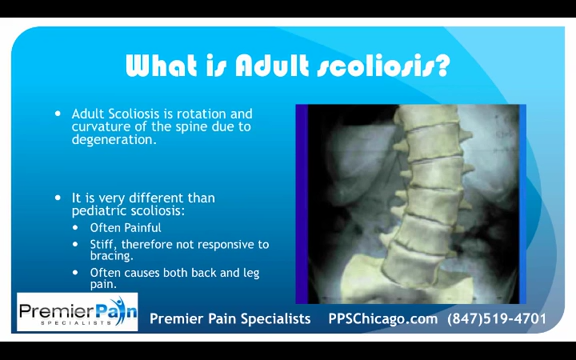 What is Adult scoliosis?
• Adult Scoliosis is rotation and
curvature of the spine due to
degeneration.
• It is very different than
pediatric scoliosis:
• Often Painful
• Stiff, therefore not responsive to
bracing.
• Often causes both back and leg
pain.
Premier Pain
SPECIALISTS
Premier Pain Specialists PPSChicago.com (847)519-4701